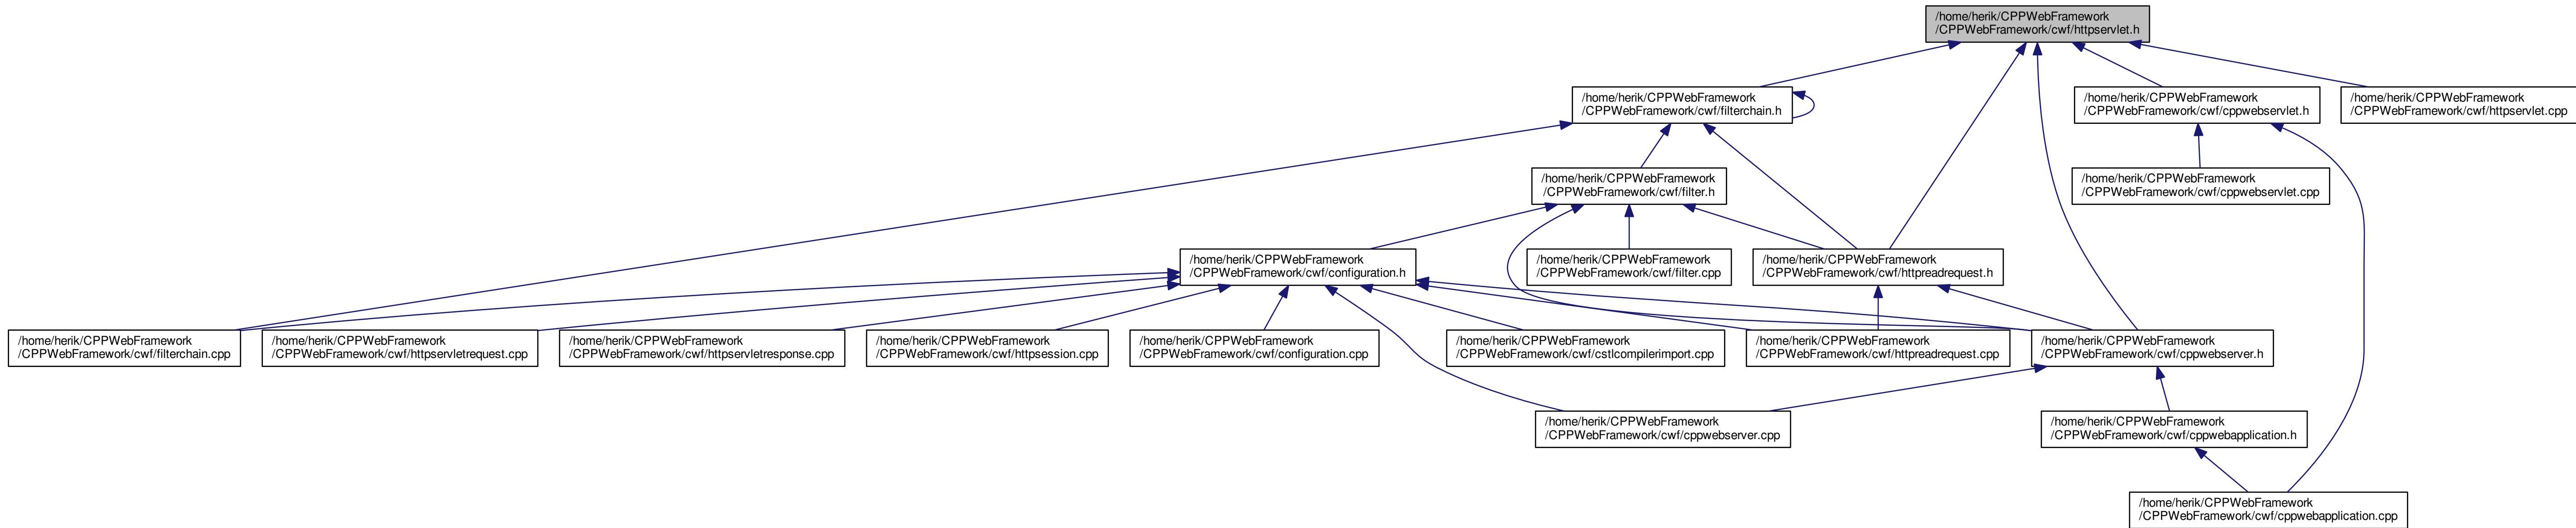 /home/herik/CPPWebFramework
/CPPWebFramework/cwf/httpservlet.h
/home/herik/CPPWebFramework
/CPPWebFramework/cwf/filterchain.h
/home/herik/CPPWebFramework
/CPPWebFramework/cwf/cppwebservlet.h
/home/herik/CPPWebFramework
/CPPWebFramework/cwf/httpservlet.cpp
/home/herik/CPPWebFramework
/CPPWebFramework/cwf/filter.h
/home/herik/CPPWebFramework
/CPPWebFramework/cwf/cppwebservlet.cpp
/home/herik/CPPWebFramework
/CPPWebFramework/cwf/configuration.h
/home/herik/CPPWebFramework
/CPPWebFramework/cwf/filter.cpp
/home/herik/CPPWebFramework
/CPPWebFramework/cwf/httpreadrequest.h
/home/herik/CPPWebFramework
/CPPWebFramework/cwf/filterchain.cpp
/home/herik/CPPWebFramework
/CPPWebFramework/cwf/httpservletrequest.cpp
/home/herik/CPPWebFramework
/CPPWebFramework/cwf/httpservletresponse.cpp
/home/herik/CPPWebFramework
/CPPWebFramework/cwf/httpsession.cpp
/home/herik/CPPWebFramework
/CPPWebFramework/cwf/configuration.cpp
/home/herik/CPPWebFramework
/CPPWebFramework/cwf/cstlcompilerimport.cpp
/home/herik/CPPWebFramework
/CPPWebFramework/cwf/httpreadrequest.cpp
/home/herik/CPPWebFramework
/CPPWebFramework/cwf/cppwebserver.h
/home/herik/CPPWebFramework
/CPPWebFramework/cwf/cppwebserver.cpp
/home/herik/CPPWebFramework
/CPPWebFramework/cwf/cppwebapplication.h
/home/herik/CPPWebFramework
/CPPWebFramework/cwf/cppwebapplication.cpp